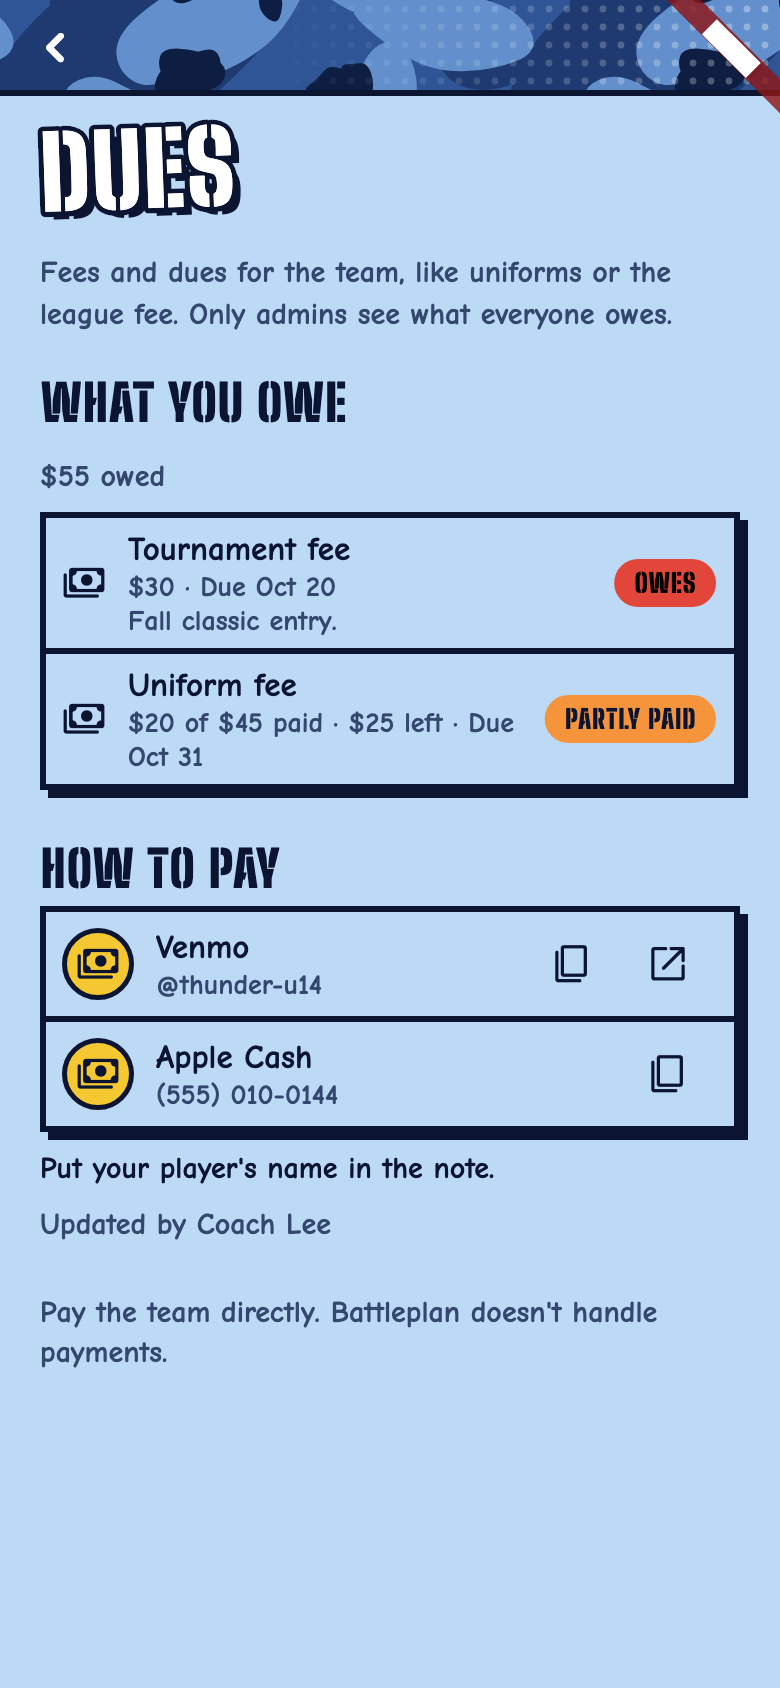 DUES
Fees and dues for the team, like uniforms or the
league fee. Only admins see what everyone owes.
WHAT YOU OWE
$55 owed
Tournament fee
$30 · Due Oct 20
Fall classic entry.
OWES
Uniform fee
$20 of $45 paid · $25 left · Due
Oct 31
PARTLY PAID
HOW TO PAY
Venmo
@thunder-u14
Apple Cash
(555) 010-0144
Put your player's name in the note.
Updated by Coach Lee
Pay the team directly. Battleplan doesn't handle
payments.